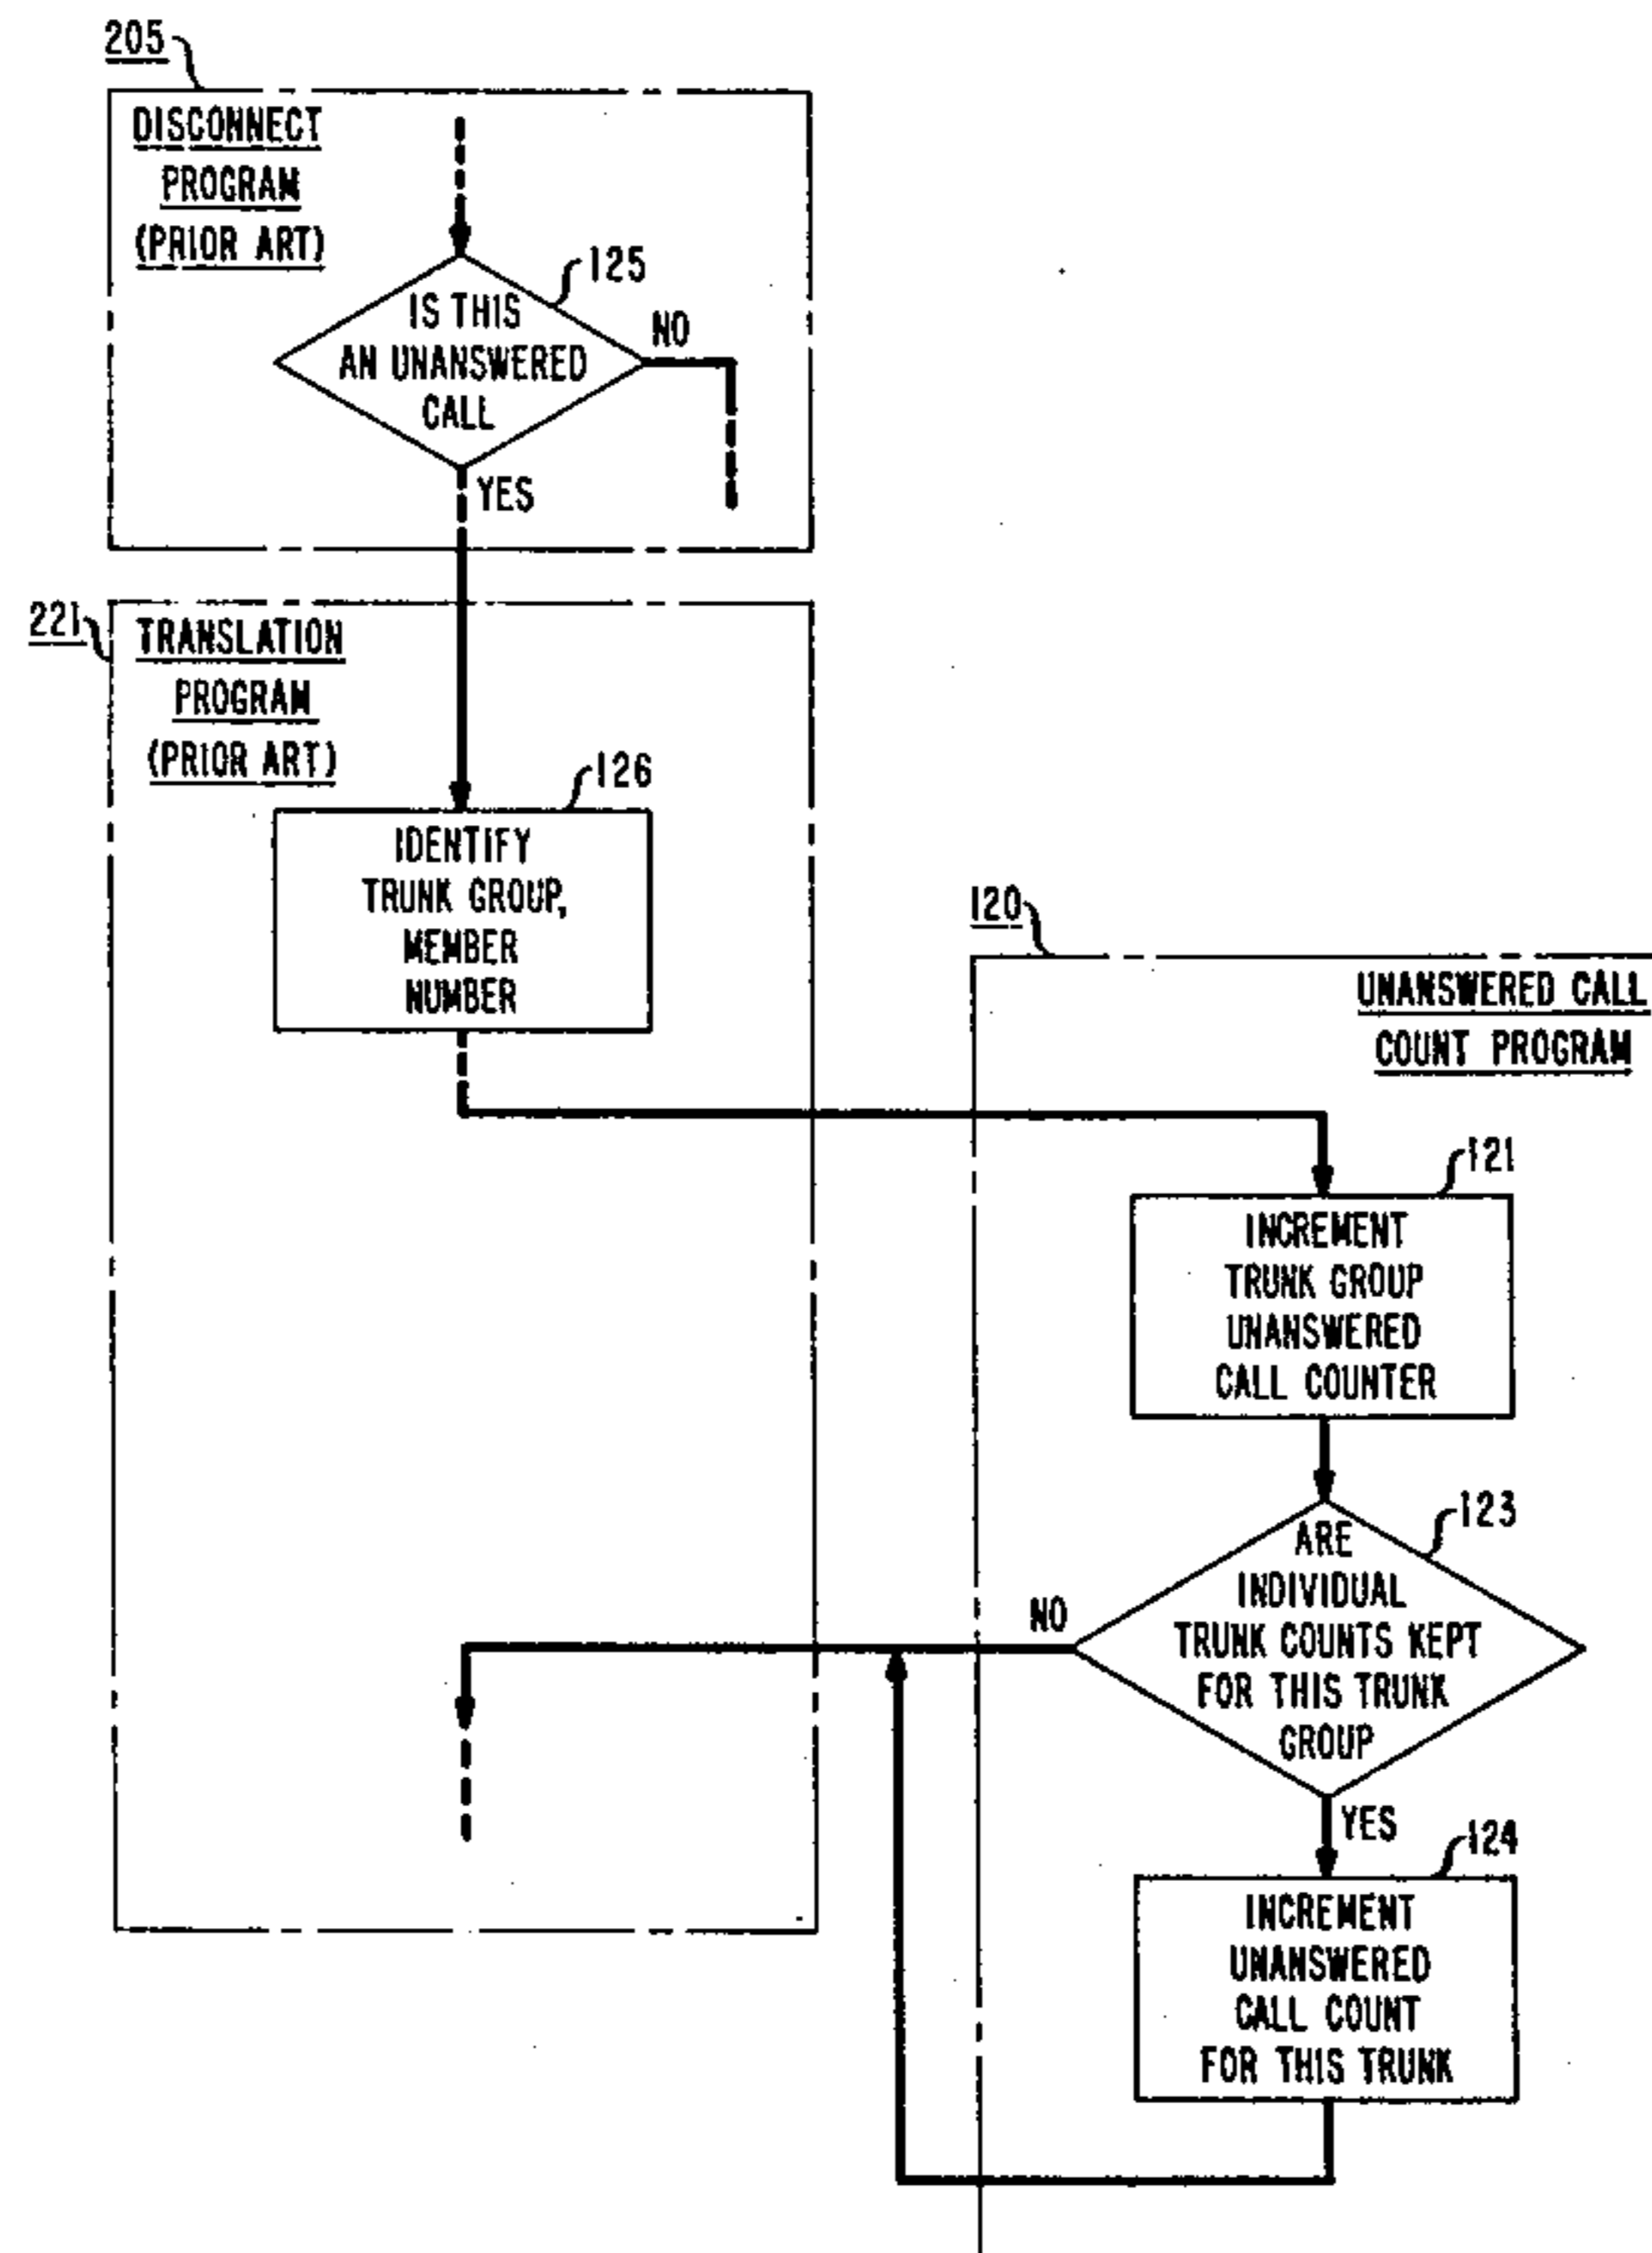 205
DISCONNECT
PROGRAM
(PRIOR ART)
125
IS THIS
AN UNANSWERED
CALL
NO
YES
221
TRANSLATION
PROGRAM
(PRIOR ART)
126
IDENTIFY
TRUNK GROUP,
MEMBER
NUMBER
120
UNANSWERED CALL
COUNT PROGRAM
121
INCREMENT
TRUNK GROUP
UNANSWERED
CALL COUNTER
123
ARE
INDIVIDUAL
TRUNK COUNTS KEPT
FOR THIS TRUNK
GROUP
NO
YES
124
INCREMENT
UNANSWERED
CALL COUNT
FOR THIS TRUNK